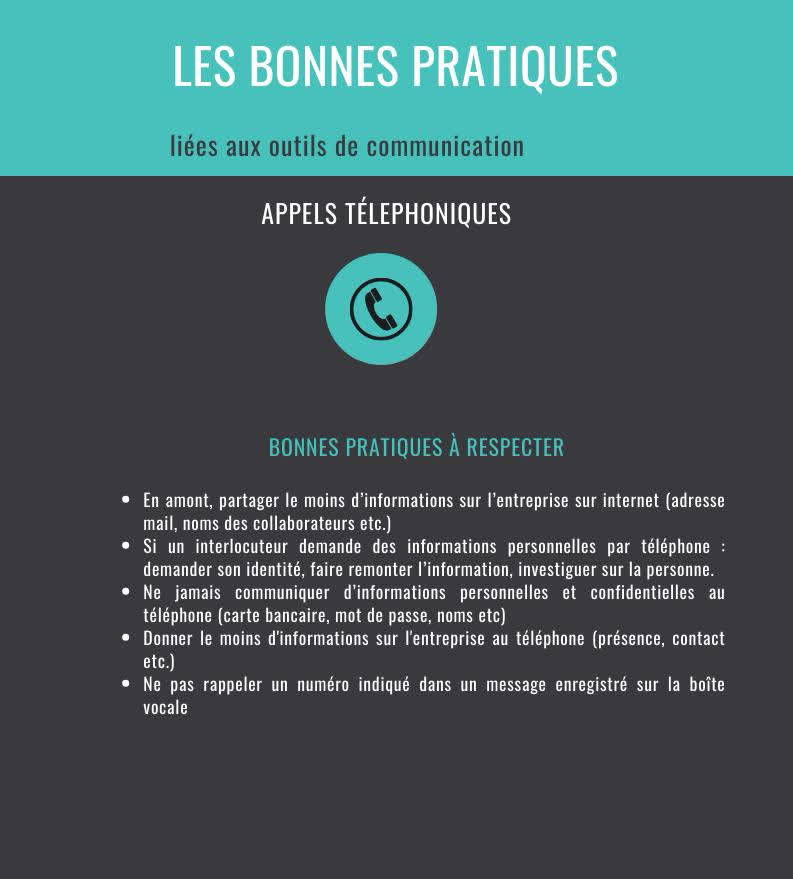 LES BONNES PRATIQUES
liées aux outils de communication
APPELS TÉLEPHONIQUES
BONNES PRATIQUES À RESPECTER
• En amont, partager le moins d’informations sur l’entreprise sur internet (adresse
mail, noms des collaborateurs etc.)
• Si un interlocuteur demande des informations personnelles par téléphone :
demander son identité, faire remonter l’information, investiguer sur la personne.
• Ne jamais communiquer d’informations personnelles et confidentielles au
téléphone (carte bancaire, mot de passe, noms etc)
• Donner le moins d'informations sur l'entreprise au téléphone (présence, contact
etc.)
• Ne pas rappeler un numéro indiqué dans un message enregistré sur la boîte
vocale